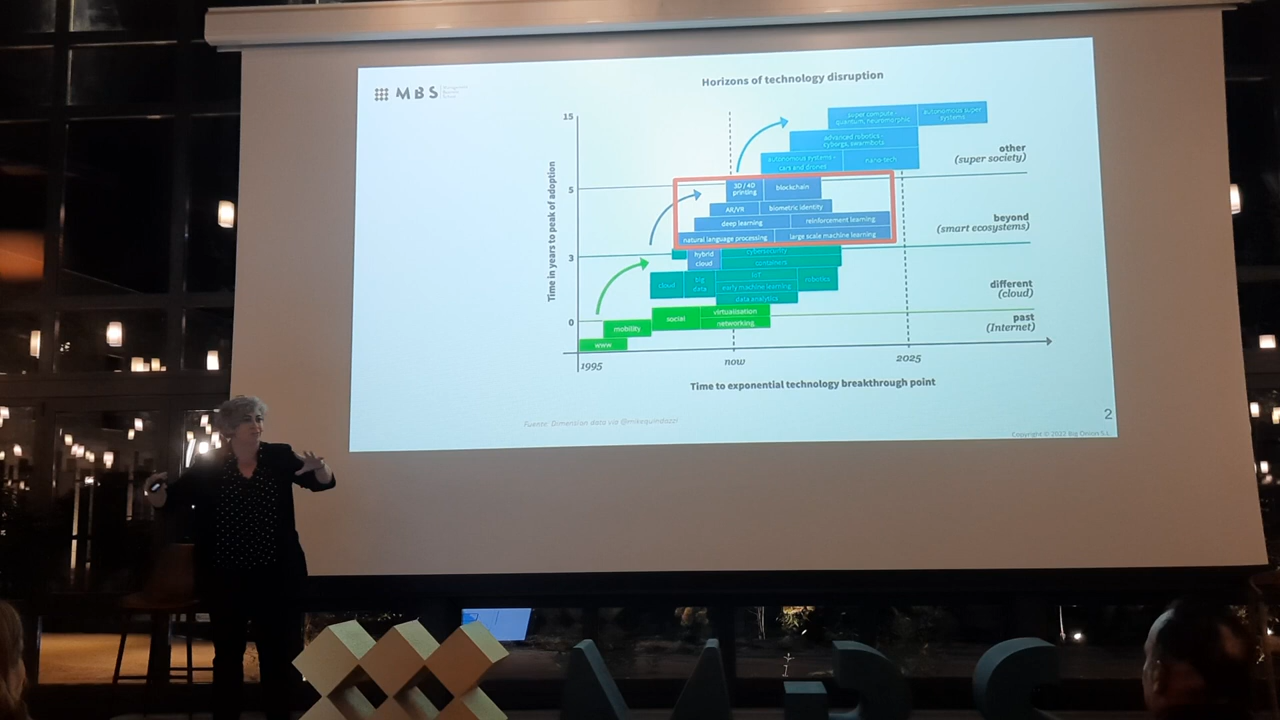 MBS
Horizons of technology disruption
Time in years to peak of adoption
15
5
3
0
super compute -
quantum, neuromorphic
autonomous super
systems
advanced robotics -
cyborgs, swarmbots
autonomous systems -
cars and drones
nano-tech
other
(super society)
3D / 4D
printing
blockchain
AR/VR
biometric identity
deep learning
reinforcement learning
natural language processing
large scale machine learning
beyond
(smart ecosystems)
hybrid
cloud
cybersecurity
containers
cloud
big
data
IoT
early machine learning
robotics
data analytics
different
(cloud)
social
virtualisation
networking
mobility
www
past
(Internet)
1995
now
2025
Time to exponential technology breakthrough point
Fuente: Dimension data via @mikequindazzi
2
Copyright © 2023 Big Onion S.L.